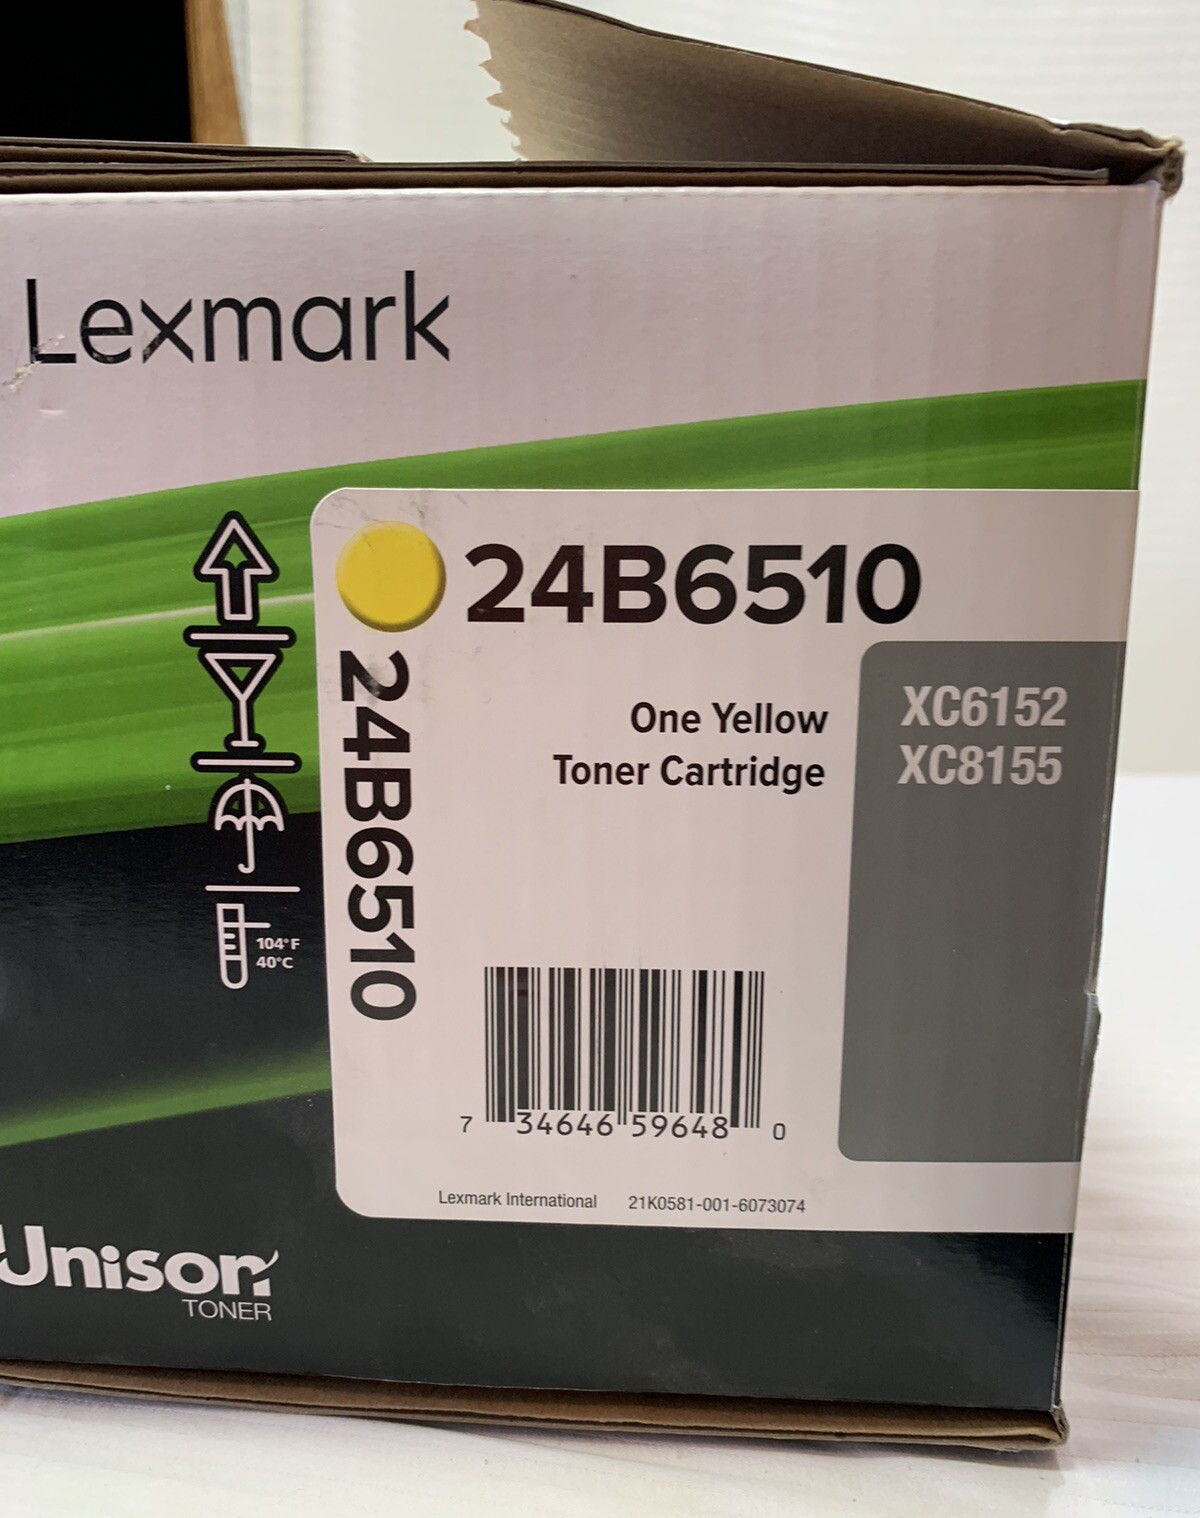 Lexmark
24B6510
24B6510
One Yellow
Toner Cartridge
XC6152
XC8155
104°F
40°C
7 34646 59648 0
Lexmark International 21K0581-001-6073074
Unison
TONER